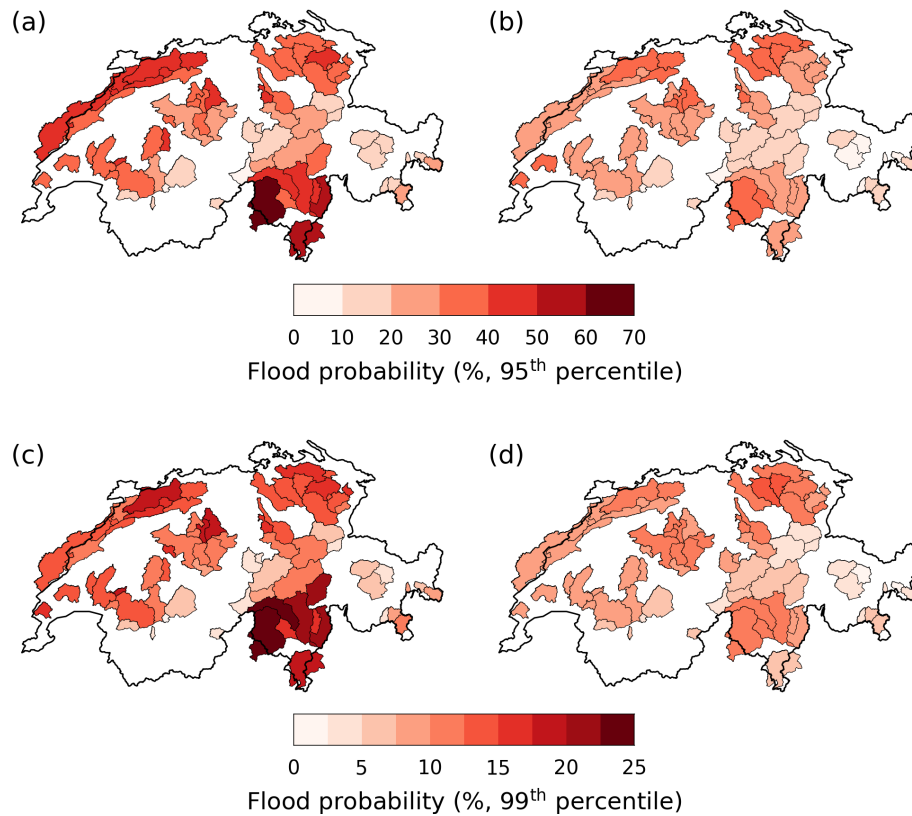 (a)
(b)
0 10 20 30 40 50 60 70
Flood probability (%, 95th percentile)
(c)
(d)
0 5 10 15 20 25
Flood probability (%, 99th percentile)